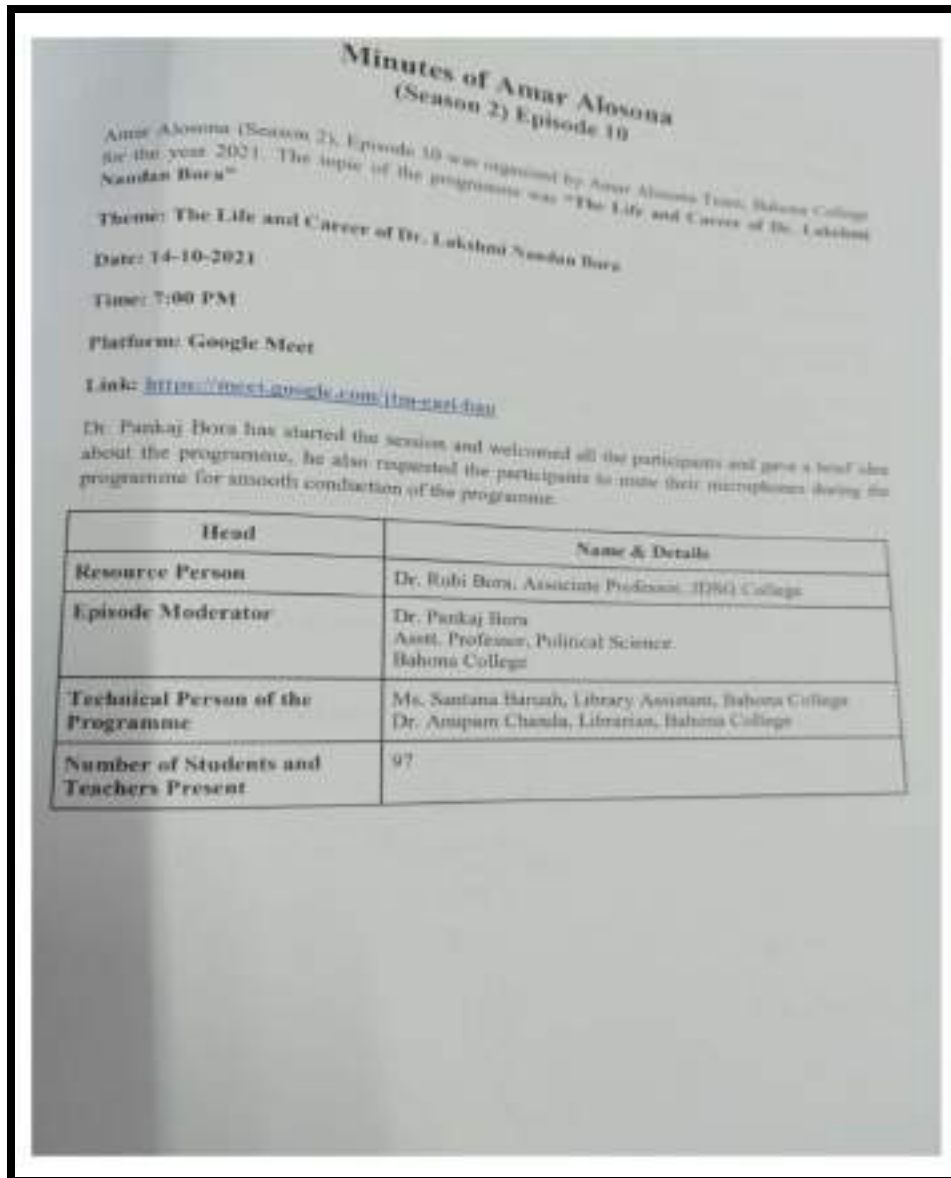 Minutes of Amar Alosona
(Season 2) Episode 10
Amar Alosona (Season 2), Episode 10 was organised by Amar Alosona Team, Bahona College
for the year 2021. The topic of the programme was "The Life and Career of Dr. Lakshmi
Nandan Bora"
Theme: The Life and Career of Dr. Lakshmi Nandan Bora
Date: 14-10-2021
Time: 7:00 PM
Platform: Google Meet
Link: https://meet.google.com/
Dr. Pankaj Bora has started the session and welcomed all the participants and gave a brief idea
about the programme, he also requested the participants to mute their microphones during the
programme for smooth conduction of the programme.
Head
Name & Details
Resource Person
Dr. Rubi Bora, Associate Professor, College
Episode Moderator
Dr. Pankaj Bora
Asstt. Professor, Political Science
Bahona College
Technical Person of the
Programme
Ms. Santana Baruah, Library Assistant, Bahona College
Dr. Anupam Chanda, Librarian, Bahona College
Number of Students and
Teachers Present
97